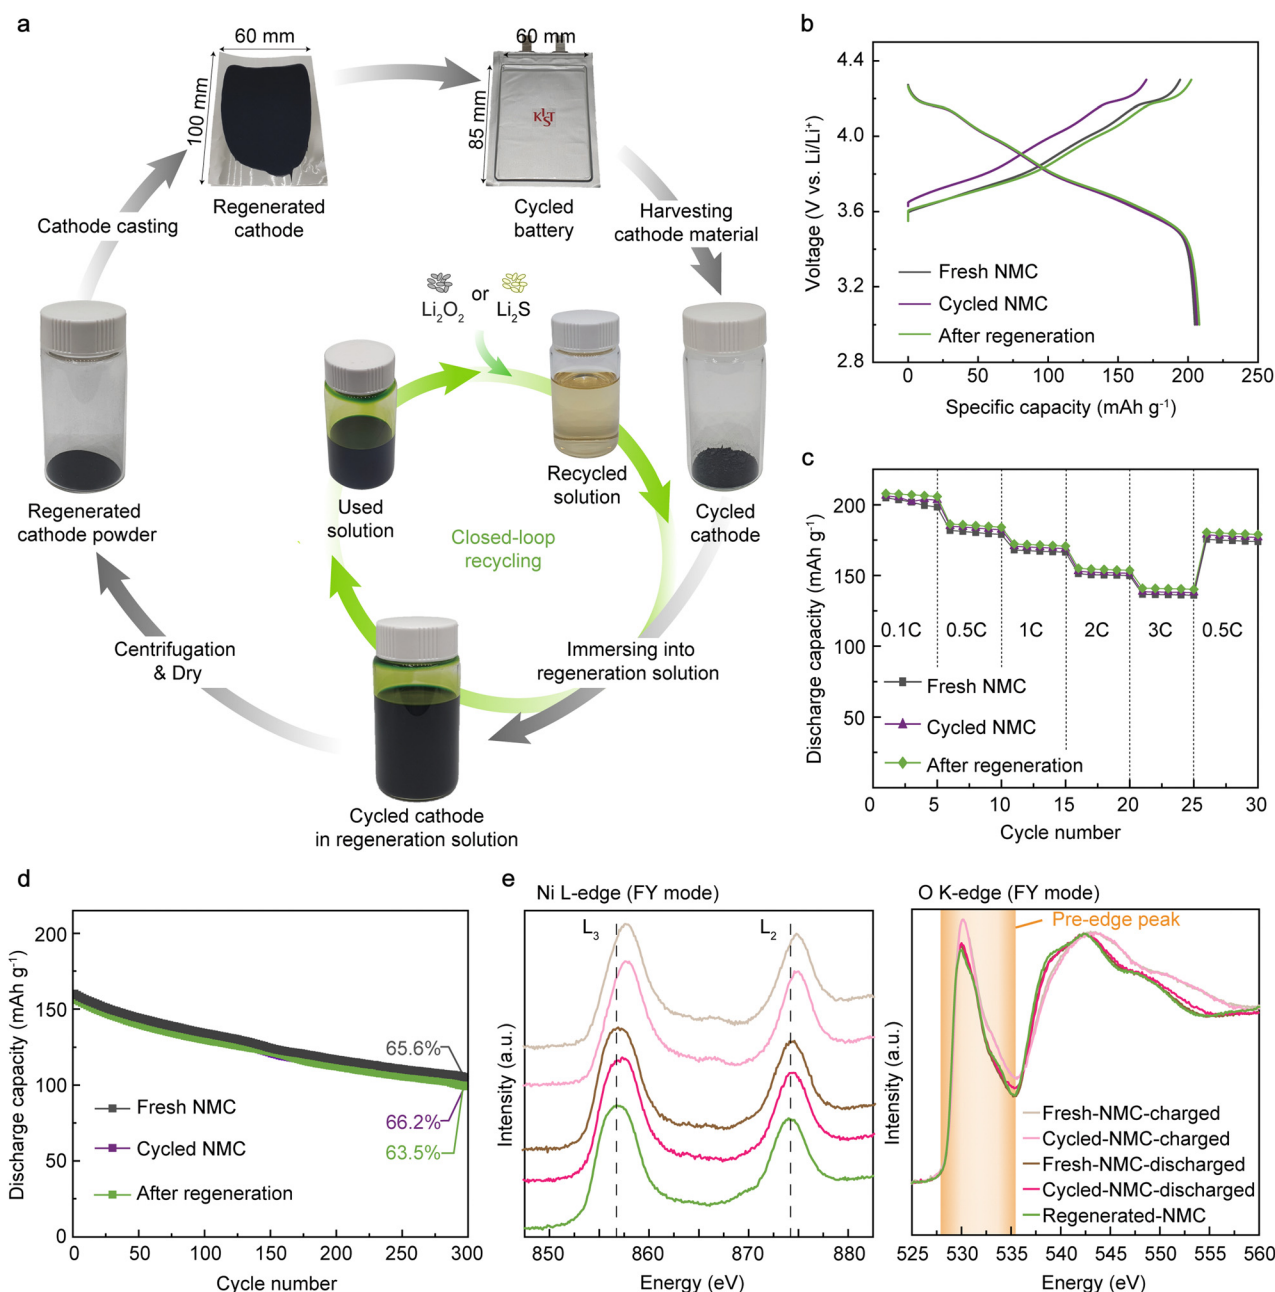 a
60 mm
100 mm
Regenerated
cathode
60 mm
85 mm
KIST
Cycled
battery
Cathode casting
Harvesting
cathode material
Li₂O₂ or Li₂S
Regenerated
cathode powder
Used
solution
Recycled
solution
Cycled
cathode
Closed-loop
recycling
Centrifugation
& Dry
Immersing into
regeneration solution
Cycled cathode
in regeneration solution
b
Voltage (V vs. Li/Li⁺)
4.4
4.0
3.6
3.2
2.8
Fresh NMC
Cycled NMC
After regeneration
0 50 100 150 200 250
Specific capacity (mAh g⁻¹)
c
Discharge capacity (mAh g⁻¹)
200
150
100
50
0.1C 0.5C 1C 2C 3C 0.5C
Fresh NMC
Cycled NMC
After regeneration
0 5 10 15 20 25 30
Cycle number
d
Discharge capacity (mAh g⁻¹)
200
150
100
50
0
65.6%
66.2%
63.5%
Fresh NMC
Cycled NMC
After regeneration
0 50 100 150 200 250 300
Cycle number
e
Ni L-edge (FY mode)
L₃
L₂
Intensity (a.u.)
850 860 870 880
Energy (eV)
O K-edge (FY mode)
Pre-edge peak
Intensity (a.u.)
Fresh-NMC-charged
Cycled-NMC-charged
Fresh-NMC-discharged
Cycled-NMC-discharged
Regenerated-NMC
525 530 535 540 545 550 555 560
Energy (eV)